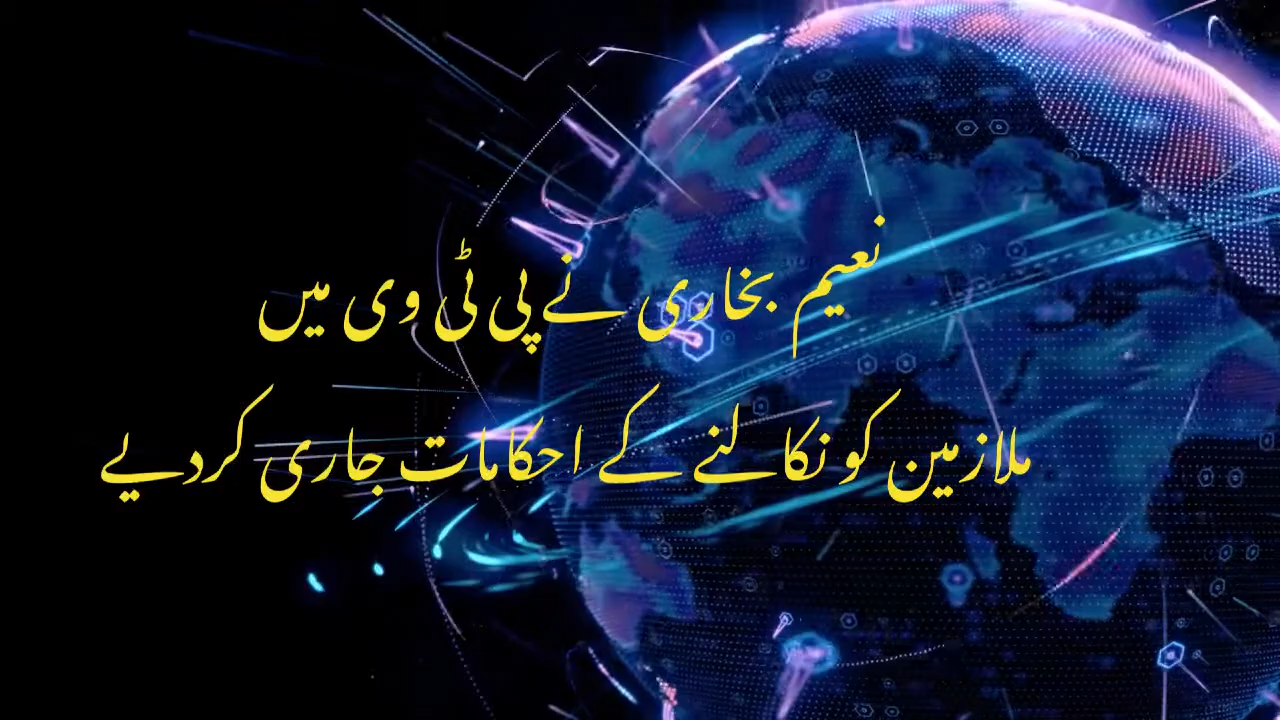 نعیم بخاری نے پی ٹی وی میں
ملازمین کو نکالنے کے احکامات جاری کردیے